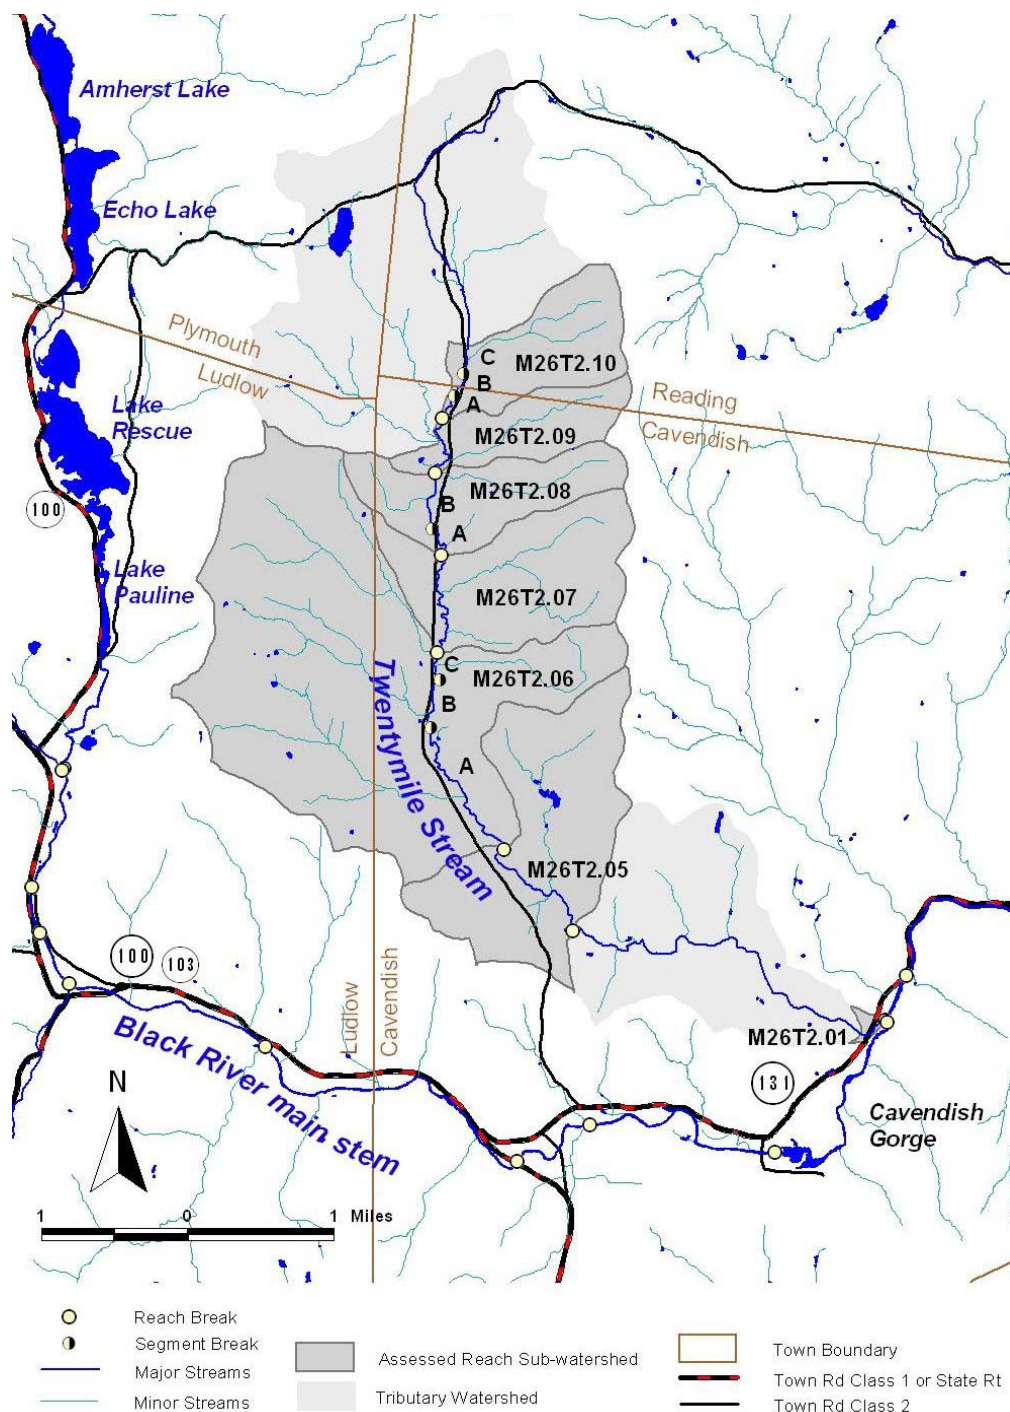 Amherst Lake
Echo Lake
Plymouth
Ludlow
C
M26T2.10
B
A
Reading
Cavendish
Lake
Rescue
M26T2.09
M26T2.08
B
A
100
Lake
Pauline
M26T2.07
C
M26T2.06
B
A
Twentymile Stream
M26T2.05
100
103
Ludlow
Cavendish
M26T2.01
131
Black River main stem
Cavendish
Gorge
N
1 0 1 Miles
Reach Break
Segment Break
Major Streams
Minor Streams
Assessed Reach Sub-watershed
Tributary Watershed
Town Boundary
Town Rd Class 1 or State Rt
Town Rd Class 2